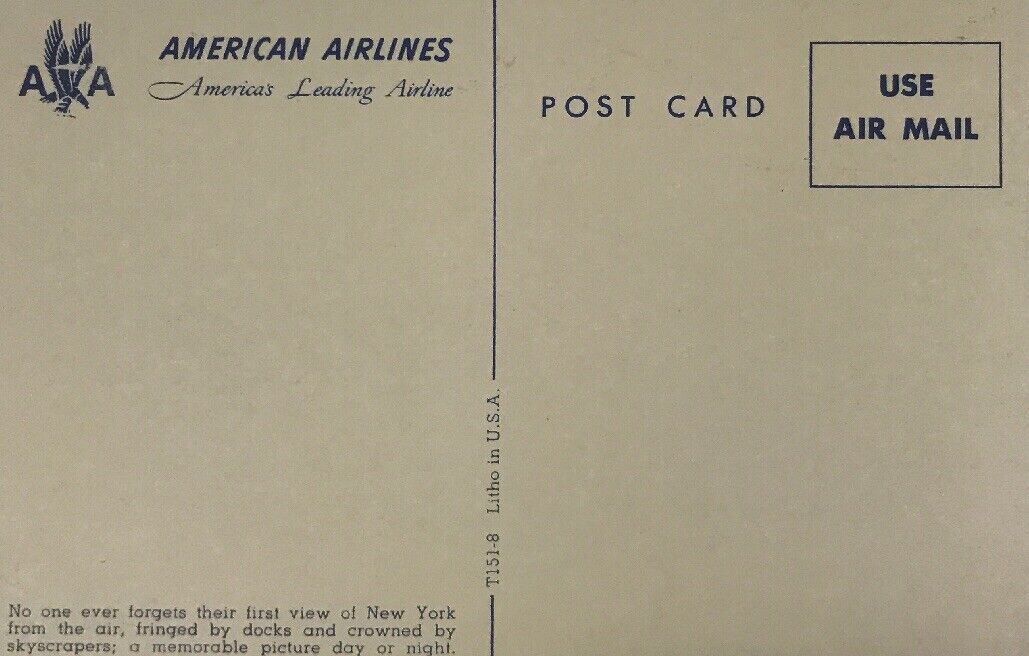 AA
AMERICAN AIRLINES
America's Leading Airline
POST CARD
USE
AIR MAIL
T151-8 Litho in U.S.A.
No one ever forgets their first view of New York
from the air, fringed by docks and crowned by
skyscrapers; a memorable picture day or night.